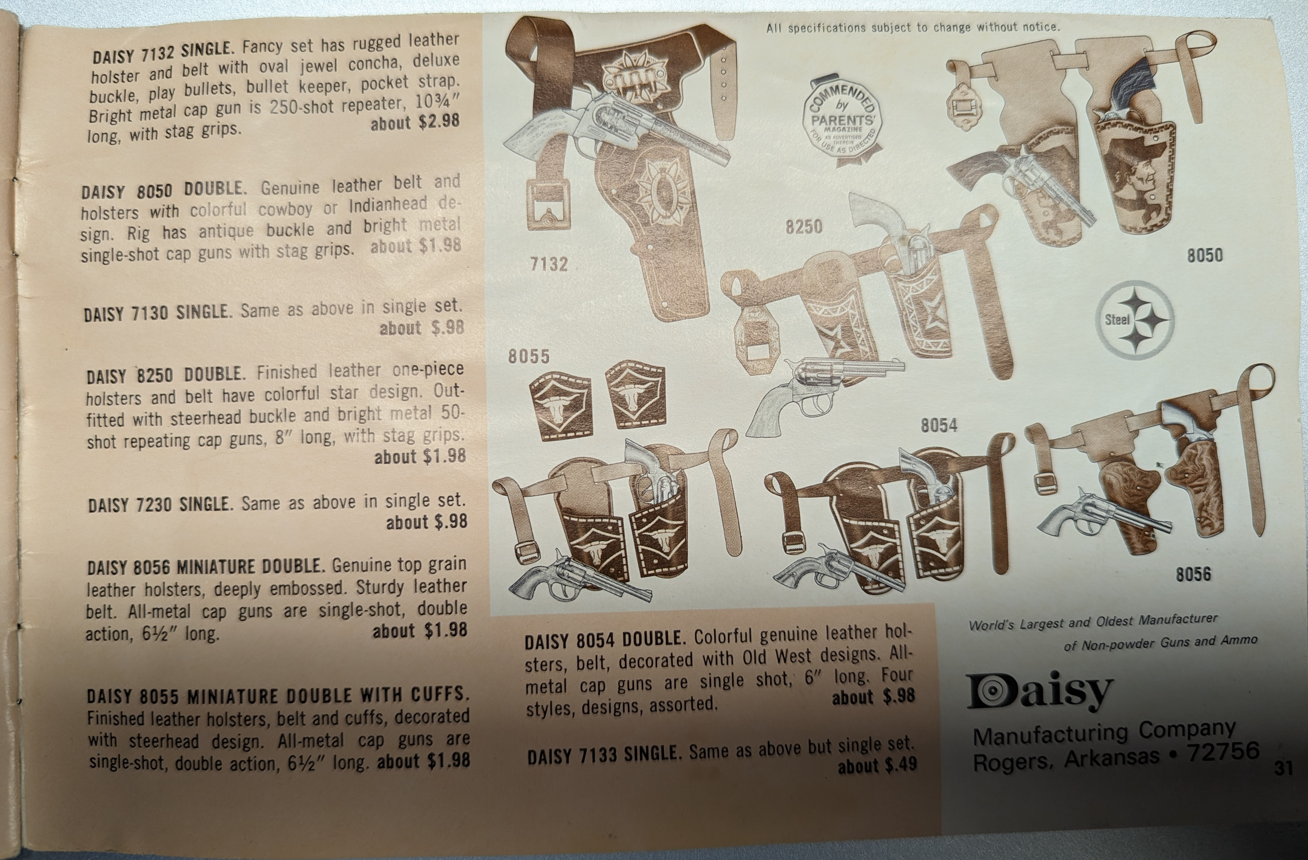 DAISY 7132 SINGLE. Fancy set has rugged leather
holster and belt with oval jewel concha, deluxe
buckle, play bullets, bullet keeper, pocket strap.
Bright metal cap gun is 250-shot repeater, 10¾″
long, with stag grips. about $2.98
DAISY 8050 DOUBLE. Genuine leather belt and
holsters with colorful cowboy or Indianhead de-
sign. Rig has antique buckle and bright metal
single-shot cap guns with stag grips. about $1.98
DAISY 7130 SINGLE. Same as above in single set.
about $.98
DAISY 8250 DOUBLE. Finished leather one-piece
holsters and belt have colorful star design. Out-
fitted with steerhead buckle and bright metal 50-
shot repeating cap guns, 8″ long, with stag grips.
about $1.98
DAISY 7230 SINGLE. Same as above in single set.
about $.98
DAISY 8056 MINIATURE DOUBLE. Genuine top grain
leather holsters, deeply embossed. Sturdy leather
belt. All-metal cap guns are single-shot, double
action, 6½″ long. about $1.98
DAISY 8055 MINIATURE DOUBLE WITH CUFFS.
Finished leather holsters, belt and cuffs, decorated
with steerhead design. All-metal cap guns are
single-shot, double action, 6½″ long. about $1.98
All specifications subject to change without notice.
COMMENDED
by
PARENTS'
MAGAZINE
AS ADVERTISED
THEREIN
FOR USE AS DIRECTED
7132
8250
8050
Steel
8055
8054
8056
DAISY 8054 DOUBLE. Colorful genuine leather hol-
sters, belt, decorated with Old West designs. All-
metal cap guns are single shot, 6″ long. Four
styles, designs, assorted. about $.98
DAISY 7133 SINGLE. Same as above but single set.
about $.49
World's Largest and Oldest Manufacturer
of Non-powder Guns and Ammo
Daisy
Manufacturing Company
Rogers, Arkansas • 72756
31